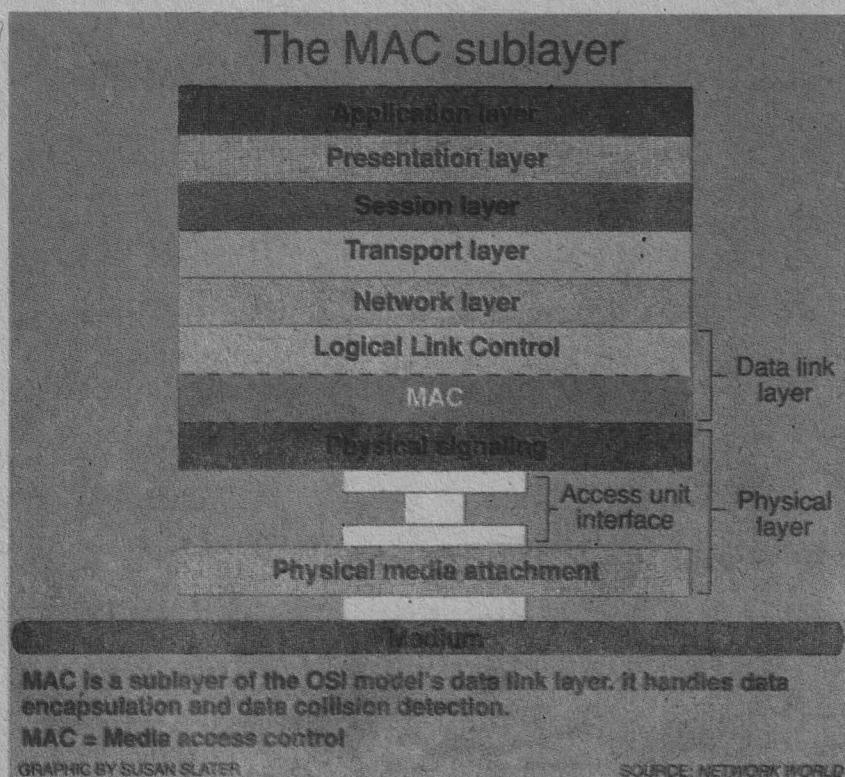 The MAC sublayer
Application layer
Presentation layer
Session layer
Transport layer
Network layer
Logical Link Control
MAC
Data link
layer
Physical signaling
Access unit
interface
Physical
layer
Physical media attachment
Medium
MAC is a sublayer of the OSI model's data link layer. It handles data
encapsulation and data collision detection.
MAC = Media access control
GRAPHIC BY SUSAN SLATER
SOURCE: NETWORK WORLD